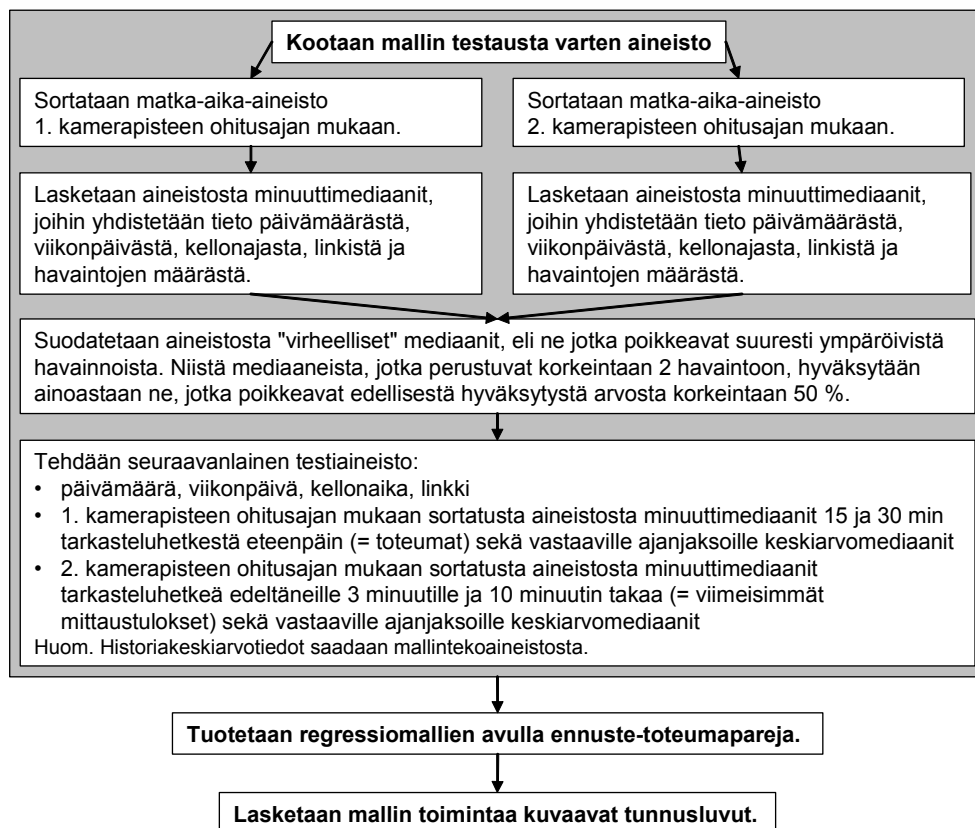 Kootaan mallin testausta varten aineisto
Sortataan matka-aika-aineisto
1. kamerapisteen ohitusajan mukaan.
Sortataan matka-aika-aineisto
2. kamerapisteen ohitusajan mukaan.
Lasketaan aineistosta minuuttimediaanit,
joihin yhdistetään tieto päivämäärästä,
viikonpäivästä, kellonajasta, linkistä ja
havaintojen määrästä.
Lasketaan aineistosta minuuttimediaanit,
joihin yhdistetään tieto päivämäärästä,
viikonpäivästä, kellonajasta, linkistä ja
havaintojen määrästä.
Suodatetaan aineistosta "virheelliset" mediaanit, eli ne jotka poikkeavat suuresti ympäröivistä
havainnoista. Niistä mediaaneista, jotka perustuvat korkeintaan 2 havaintoon, hyväksytään
ainoastaan ne, jotka poikkeavat edellisestä hyväksytystä arvosta korkeintaan 50 %.
Tehdään seuraavanlainen testiaineisto:
• päivämäärä, viikonpäivä, kellonaika, linkki
• 1. kamerapisteen ohitusajan mukaan sortatusta aineistosta minuuttimediaanit 15 ja 30 min
tarkasteluhetkestä eteenpäin (= toteumat) sekä vastaaville ajanjaksoille keskiarvomediaanit
• 2. kamerapisteen ohitusajan mukaan sortatusta aineistosta minuuttimediaanit
tarkasteluhetkeä edeltäneille 3 minuutille ja 10 minuutin takaa (= viimeisimmät
mittaustulokset) sekä vastaaville ajanjaksoille keskiarvomediaanit
Huom. Historiakeskiarvotiedot saadaan mallintekoaineistosta.
Tuotetaan regressiomallien avulla ennuste-toteumapareja.
Lasketaan mallin toimintaa kuvaavat tunnusluvut.